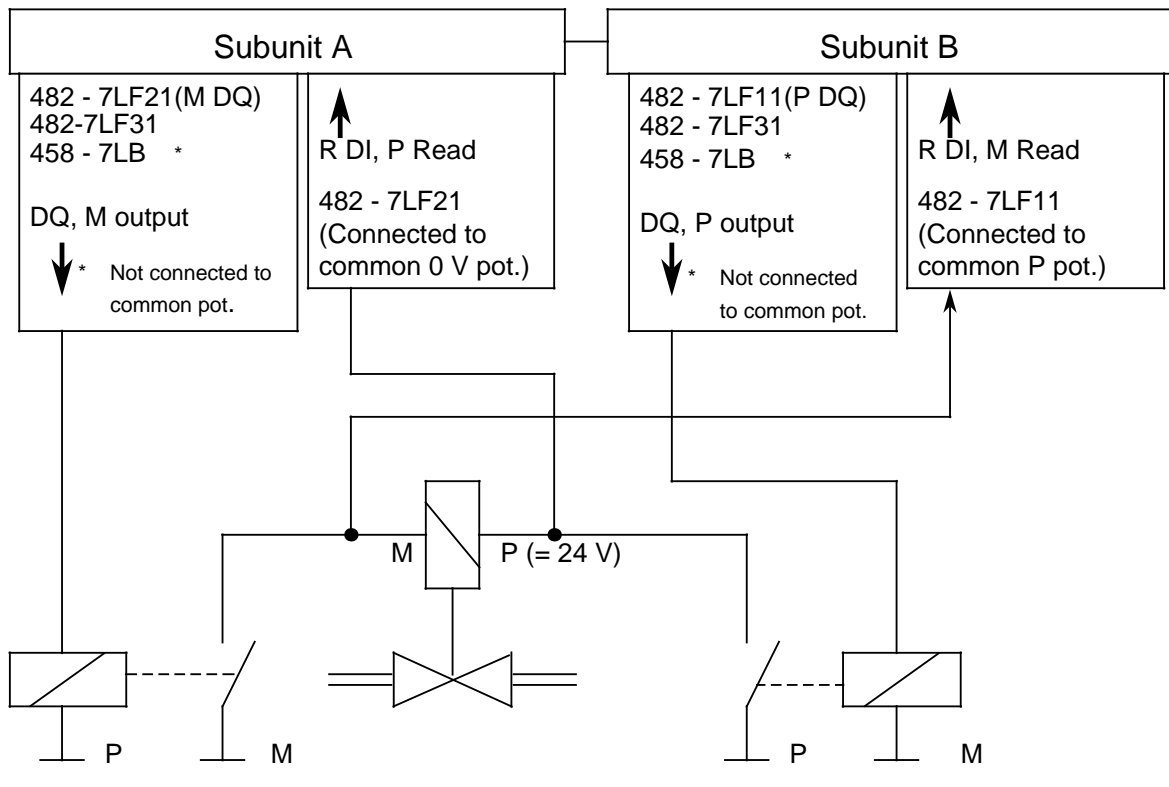 Subunit A
Subunit B
482 - 7LF21(M DQ)
482-7LF31
458 - 7LB *
DQ, M output
* Not connected to
common pot.
R DI, P Read
482 - 7LF21
(Connected to
common 0 V pot.)
482 - 7LF11(P DQ)
482 - 7LF31
458 - 7LB *
DQ, P output
* Not connected
to common pot.
R DI, M Read
482 - 7LF11
(Connected to
common P pot.)
M
P (= 24 V)
P
M
P
M